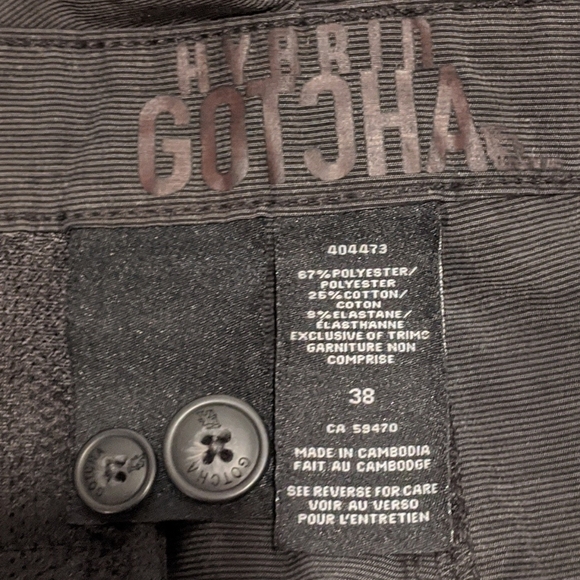 HYBRID
GOTCHA
404473
67%POLYESTER/
POLYESTER
25%COTTON/
COTON
8%ELASTANE/
ÉLASTHANNE
EXCLUSIVE OF TRIMS
GARNITURE NON
COMPRISE
38
CA 59470
MADE IN CAMBODIA
FAIT AU CAMBODGE
SEE REVERSE FOR CARE
VOIR AU VERSO
POUR L'ENTRETIEN
GOTCHA